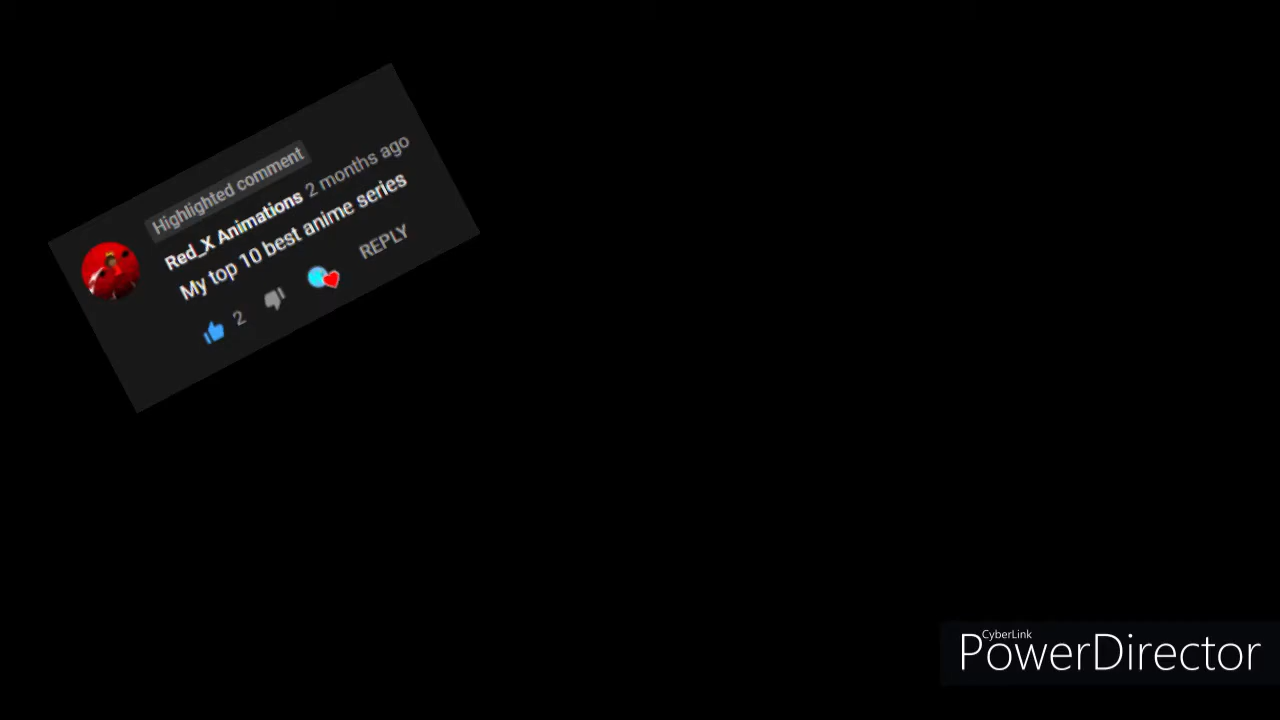 Highlighted comment
Red_X Animations 2 months ago
My top 10 best anime series
2
REPLY
CyberLink
PowerDirector